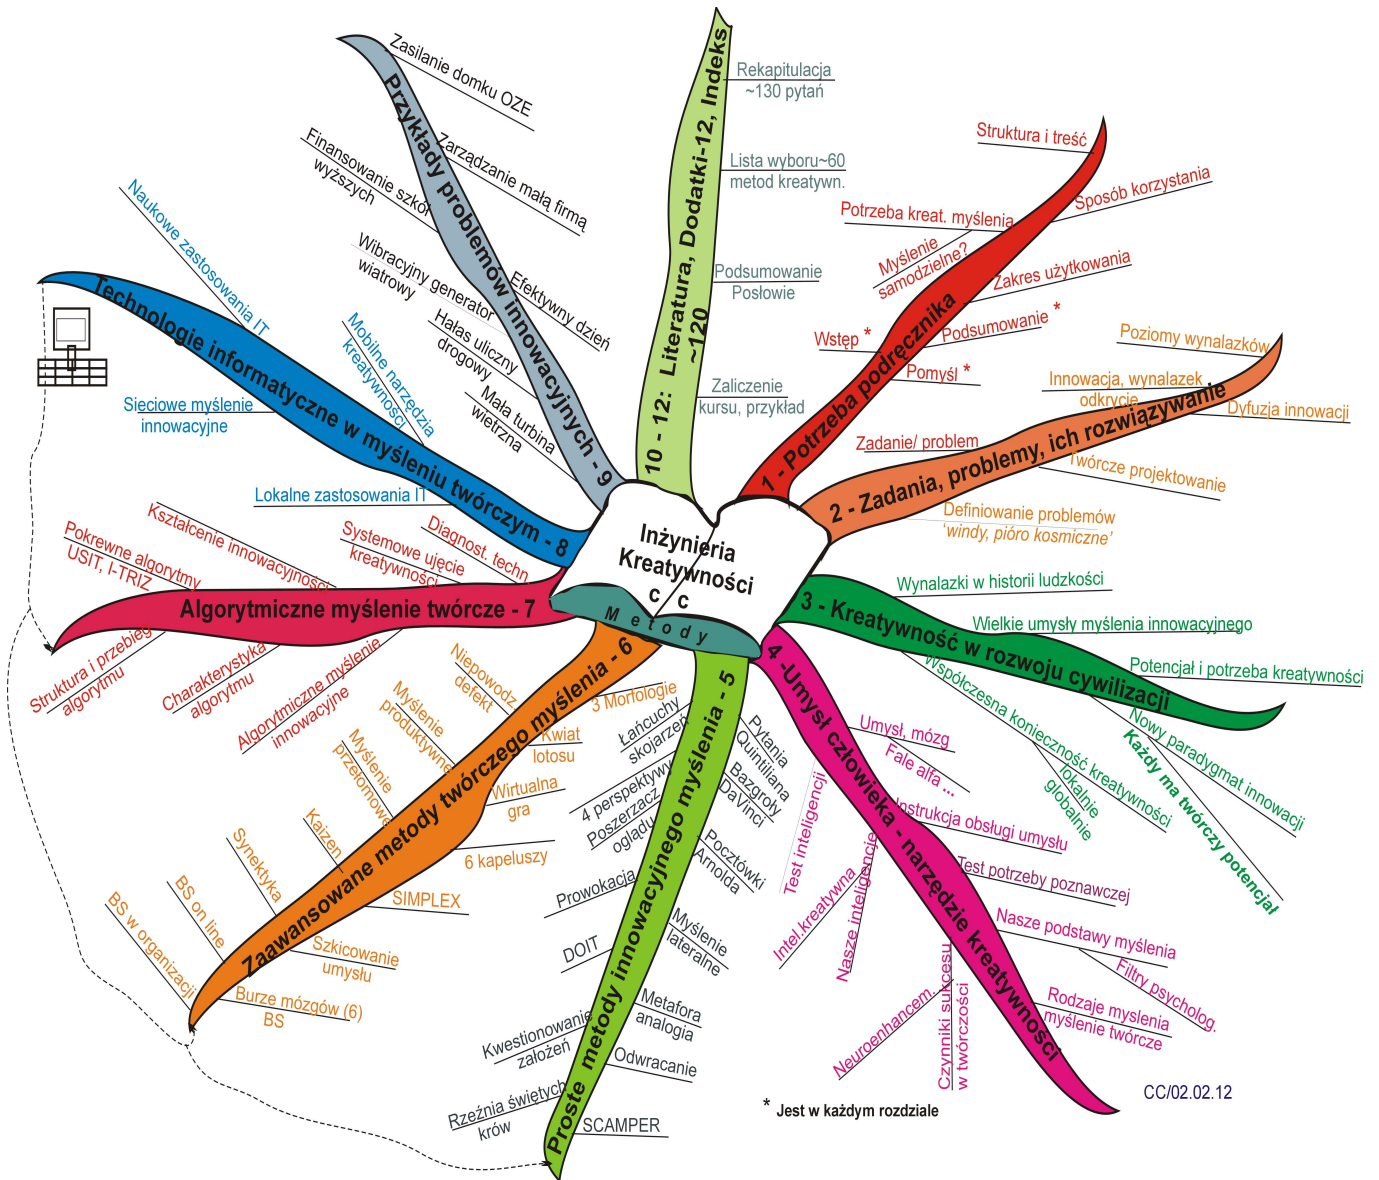 Inżynieria
Kreatywności
C C
Metody
1 - Potrzeba podręcznika
Struktura i treść
Sposób korzystania
Potrzeba kreat. myślenia
Myślenie
samodzielne?
Zakres użytkowania
Wstęp *
Podsumowanie *
Pomyśl *
2 - Zadania, problemy, ich rozwiązywanie
Poziomy wynalazków
Innowacja, wynalazek
odkrycie
Dyfuzja innowacji
Zadanie/ problem
Twórcze projektowanie
Definiowanie problemów
‘windy, pióro kosmiczne’
3 - Kreatywność w rozwoju cywilizacji
Wynalazki w historii ludzkości
Wielkie umysły myślenia innowacyjnego
Potencjał i potrzeba kreatywności
Współczesna konieczność kreatywności
lokalnie
globalnie
Nowy paradygmat innowacji
Każdy ma twórczy potencjał
4 -Umysł człowieka - narzędzie kreatywności
Umysł, mózg
Fale alfa ...
Instrukcja obsługi umysłu
Test potrzeby poznawczej
Nasze podstawy myślenia
Filtry psycholog.
Rodzaje myslenia
myślenie twórcze
Test inteligencji
Intel.kreatywna
Nasze inteligencje
Neuroenhancem.
Czynniki sukcesu
w twórczości
5 - Proste metody innowacyjnego myślenia
Pytania
Quintiliana
Bazgroły
DaVinci
Pocztówki
Arnolda
Myślenie
lateralne
Metafora
analogia
Odwracanie
SCAMPER
Łańcuchy
skojarzeń
4 perspektywy
Poszerzacz
oglądu
Prowokacja
DOIT
Kwestionowanie
założeń
Rzeźnia świętych
krów
Zaawansowane metody twórczego myślenia - 6
3 Morfologie
Kwiat
lotosu
Wirtualna
gra
6 kapeluszy
SIMPLEX
Szkicowanie
umysłu
Burze mózgów (6)
BS
Niepowodz.
defekt
Myślenie
produktywne
Myślenie
przełomowe
Kaizen
Synektyka
BS on line
BS w organizacji
Algorytmiczne myślenie twórcze - 7
Diagnost. techn.
Systemowe ujęcie
kreatywności
Kształcenie innowacyjności
Pokrewne algorytmy
USIT, I-TRIZ
Struktura i przebieg
algorytmu
Charakterystyka
algorytmu
Algorytmiczne myślenie
innowacyjne
Technologie informatyczne w myśleniu twórczym - 8
Naukowe zastosowania IT
Mobilne narzędzia
kreatywności
Sieciowe myślenie
innowacyjne
Lokalne zastosowania IT
Przykłady problemów innowacyjnych - 9
Zasilanie domku OZE
Zarządzanie małą firmą
Finansowanie szkół
wyższych
Wibracyjny generator
wiatrowy
Efektywny dzień
Hałas uliczny
drogowy
Mała turbina
wietrzna
10 - 12: Literatura, Dodatki-12, Indeks
~120
Rekapitulacja
~130 pytań
Lista wyboru~60
metod kreatywn.
Podsumowanie
Posłowie
Zaliczenie
kursu, przykład
* Jest w każdym rozdziale
CC/02.02.12